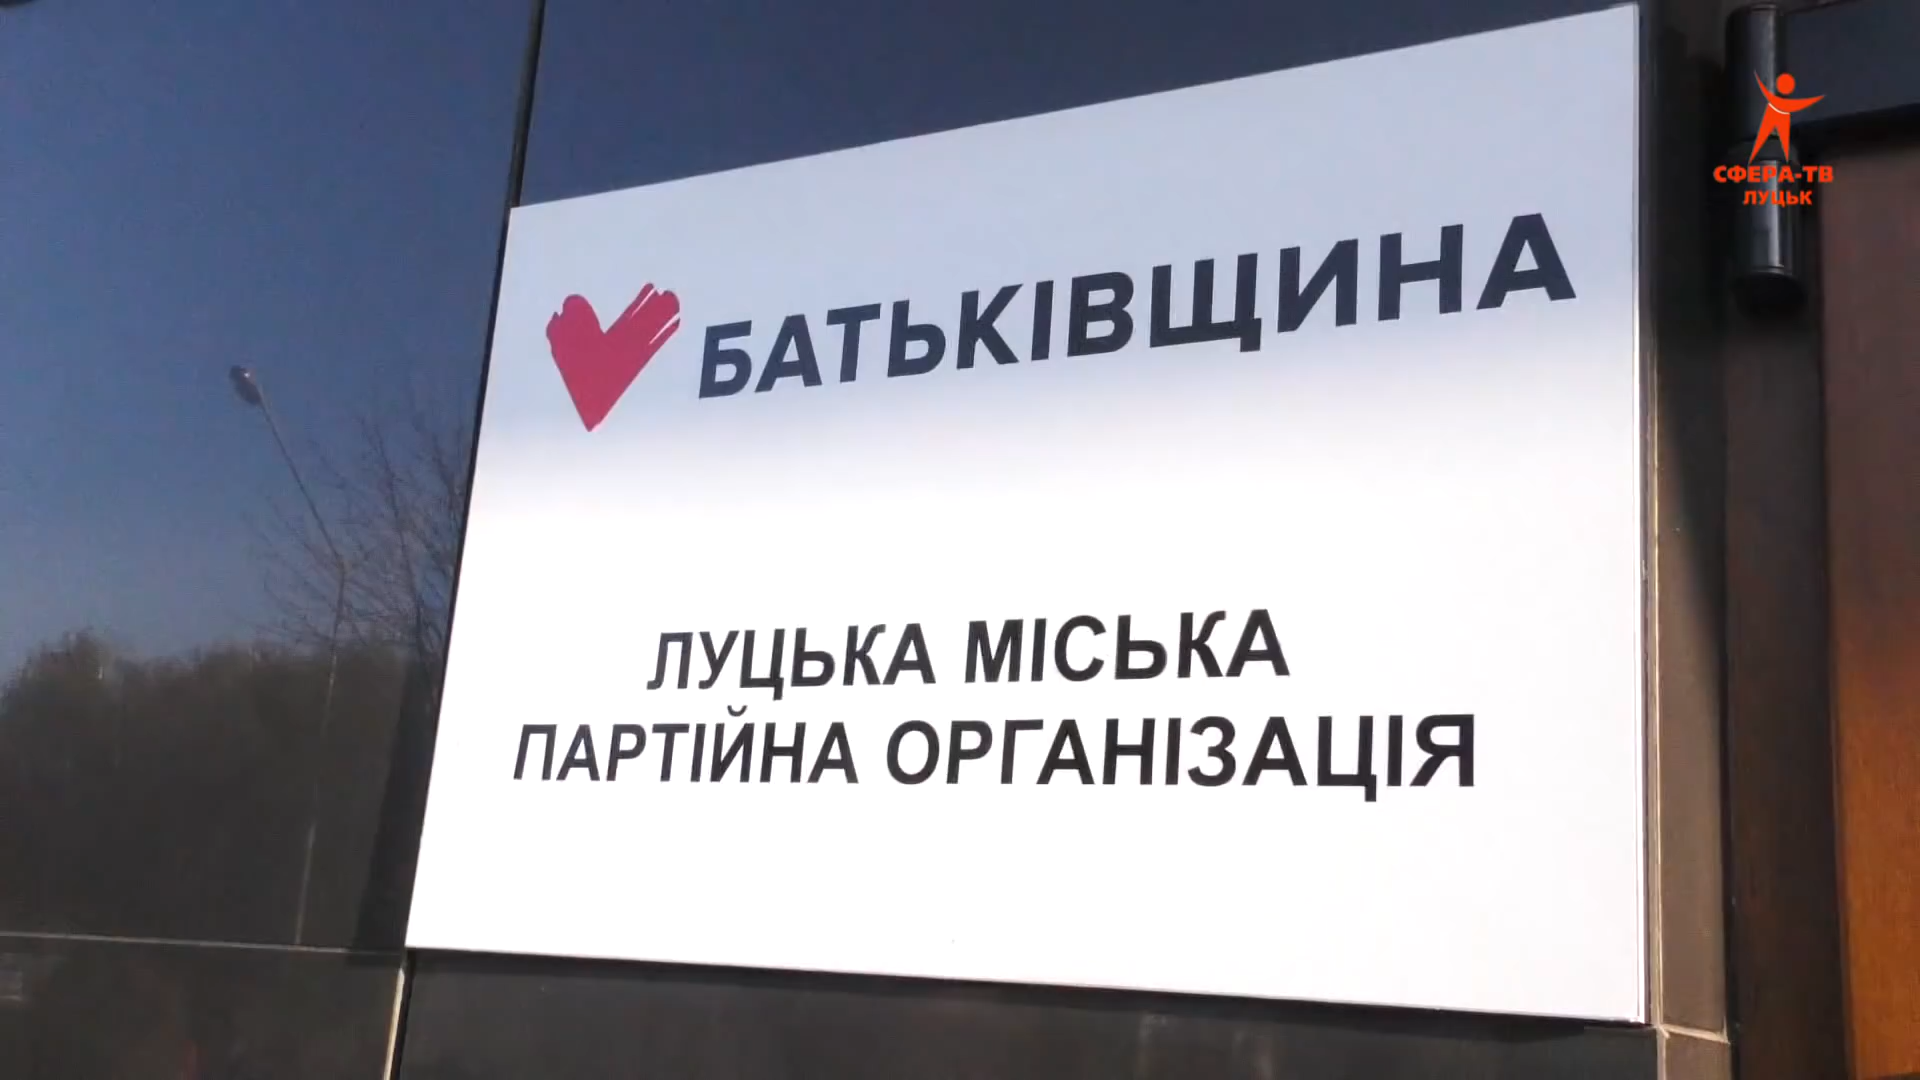 СФЕРА-ТВ
ЛУЦЬК
БАТЬКІВЩИНА
ЛУЦЬКА МІСЬКА
ПАРТІЙНА ОРГАНІЗАЦІЯ